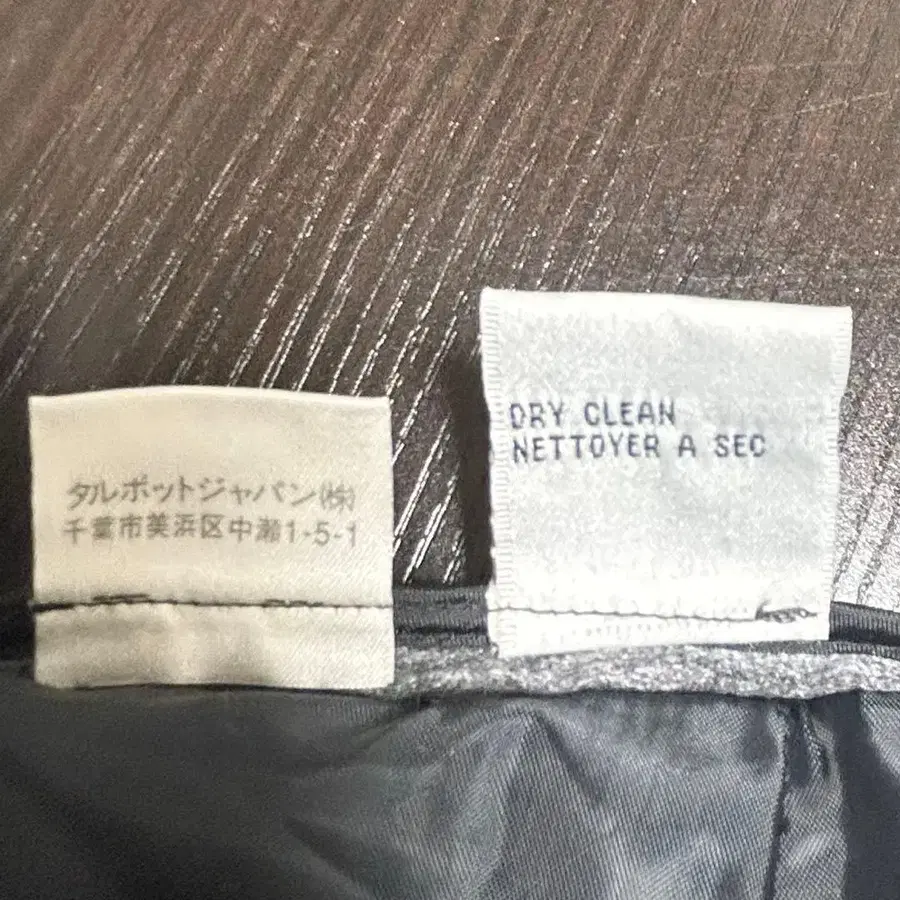 タルボットジャパン(株)
千葉市美浜区中瀬1-5-1
DRY CLEAN
NETTOYER A SEC